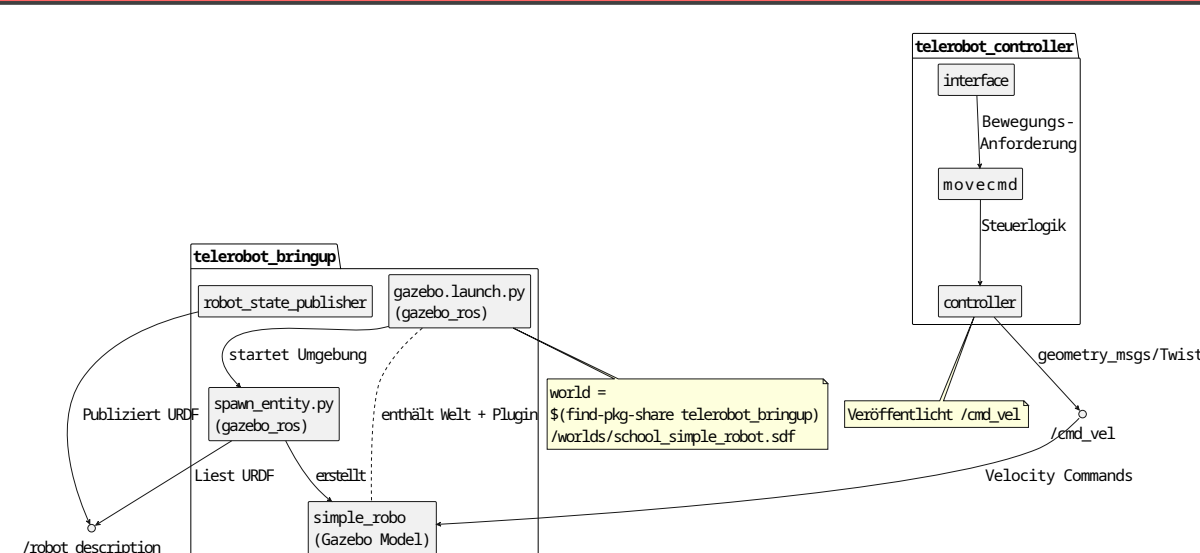 telerobot_controller
interface
Bewegungs-
Anforderung
movecmd
Steuerlogik
telerobot_bringup
robot_state_publisher
gazebo.launch.py
(gazebo_ros)
controller
startet Umgebung
geometry_msgs/Twist
spawn_entity.py
(gazebo_ros)
Publiziert URDF
enthält Welt + Plugin
world =
$(find-pkg-share telerobot_bringup)
/worlds/school_simple_robot.sdf
Veröffentlicht /cmd_vel
/cmd_vel
Liest URDF
erstellt
Velocity Commands
simple_robo
(Gazebo Model)
/robot_description